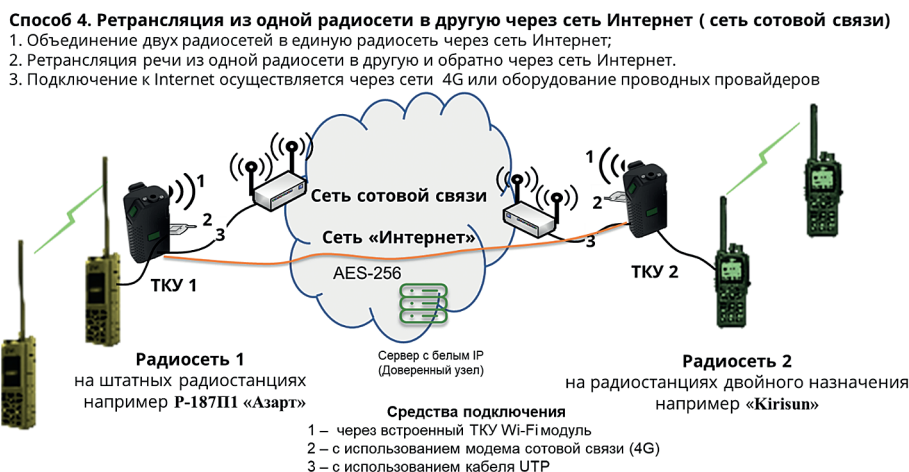 Способ 4. Ретрансляция из одной радиосети в другую через сеть Интернет ( сеть сотовой связи)
1. Объединение двух радиосетей в единую радиосеть через сеть Интернет;
2. Ретрансляция речи из одной радиосети в другую и обратно через сеть Интернет.
3. Подключение к Internet осуществляется через сети 4G или оборудование проводных провайдеров
1
2
3
1
2
3
Сеть сотовой связи
Сеть «Интернет»
AES-256
ТКУ 1
ТКУ 2
Сервер с белым IP
(Доверенный узел)
Радиосеть 1
на штатных радиостанциях
например Р-187П1 «Азарт»
Радиосеть 2
на радиостанциях двойного назначения
например «Kirisun»
Средства подключения
1 – через встроенный ТКУ Wi-Fi модуль
2 – с использованием модема сотовой связи (4G)
3 – с использованием кабеля UTP